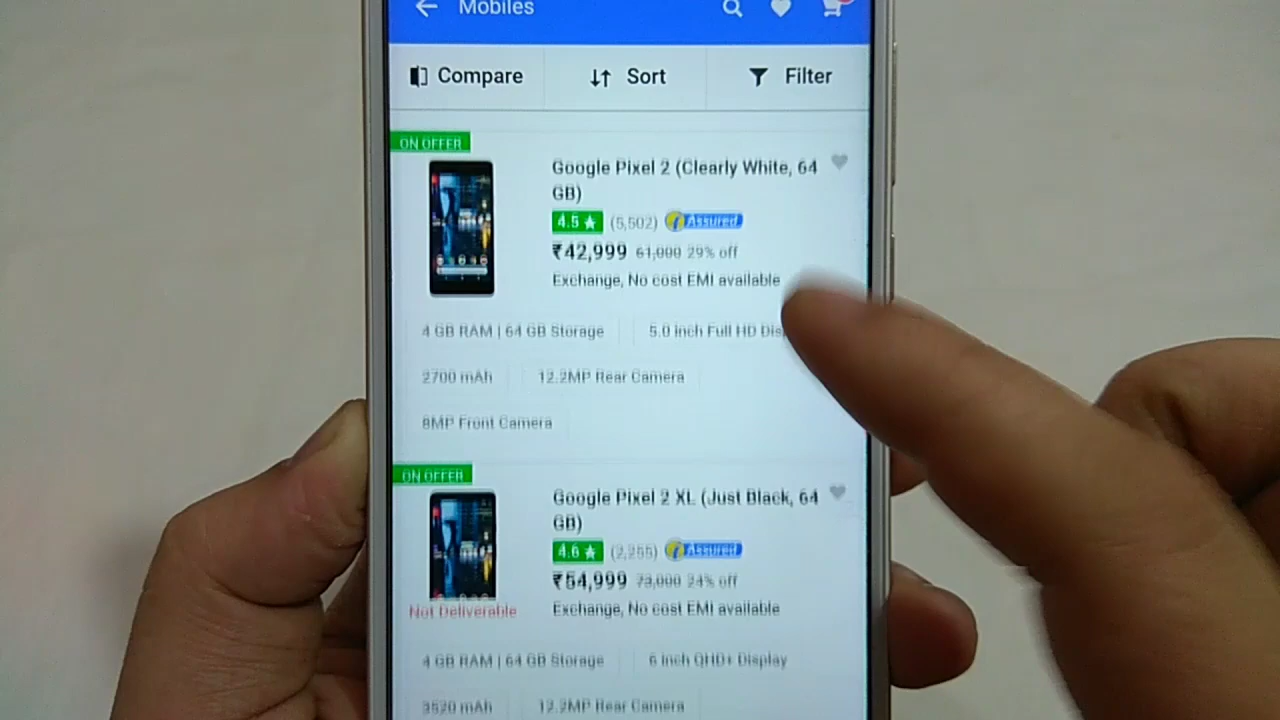 Mobiles
Compare Sort Filter
ON OFFER
Google Pixel 2 (Clearly White, 64
GB)
4.5 ★ (5,502) Assured
₹42,999 61,000 29% off
Exchange, No cost EMI available
4 GB RAM | 64 GB Storage 5.0 inch Full HD
2700 mAh 12.2MP Rear Camera
8MP Front Camera
ON OFFER
Google Pixel 2 XL (Just Black, 64
GB)
4.6 ★ (2,255) Assured
₹54,999 73,000 24% off
Not Deliverable Exchange, No cost EMI available
4 GB RAM | 64 GB Storage 6 inch QHD+ Display
3520 mAh 12.2MP Rear Camera